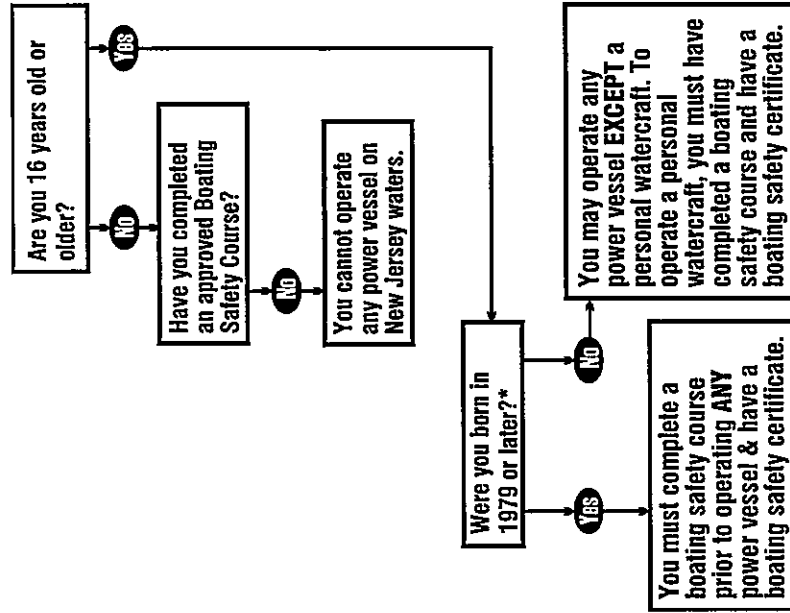 Are you 16 years old or
older?
No
Yes
Have you completed
an approved Boating
Safety Course?
No
You cannot operate
any power vessel on
New Jersey waters.
Were you born in
1979 or later?*
Yes
No
You must complete a
boating safety course
prior to operating ANY
power vessel & have a
boating safety certificate.
You may operate any
power vessel EXCEPT a
personal watercraft. To
operate a personal
watercraft, you must have
completed a boating
safety course and have a
boating safety certificate.